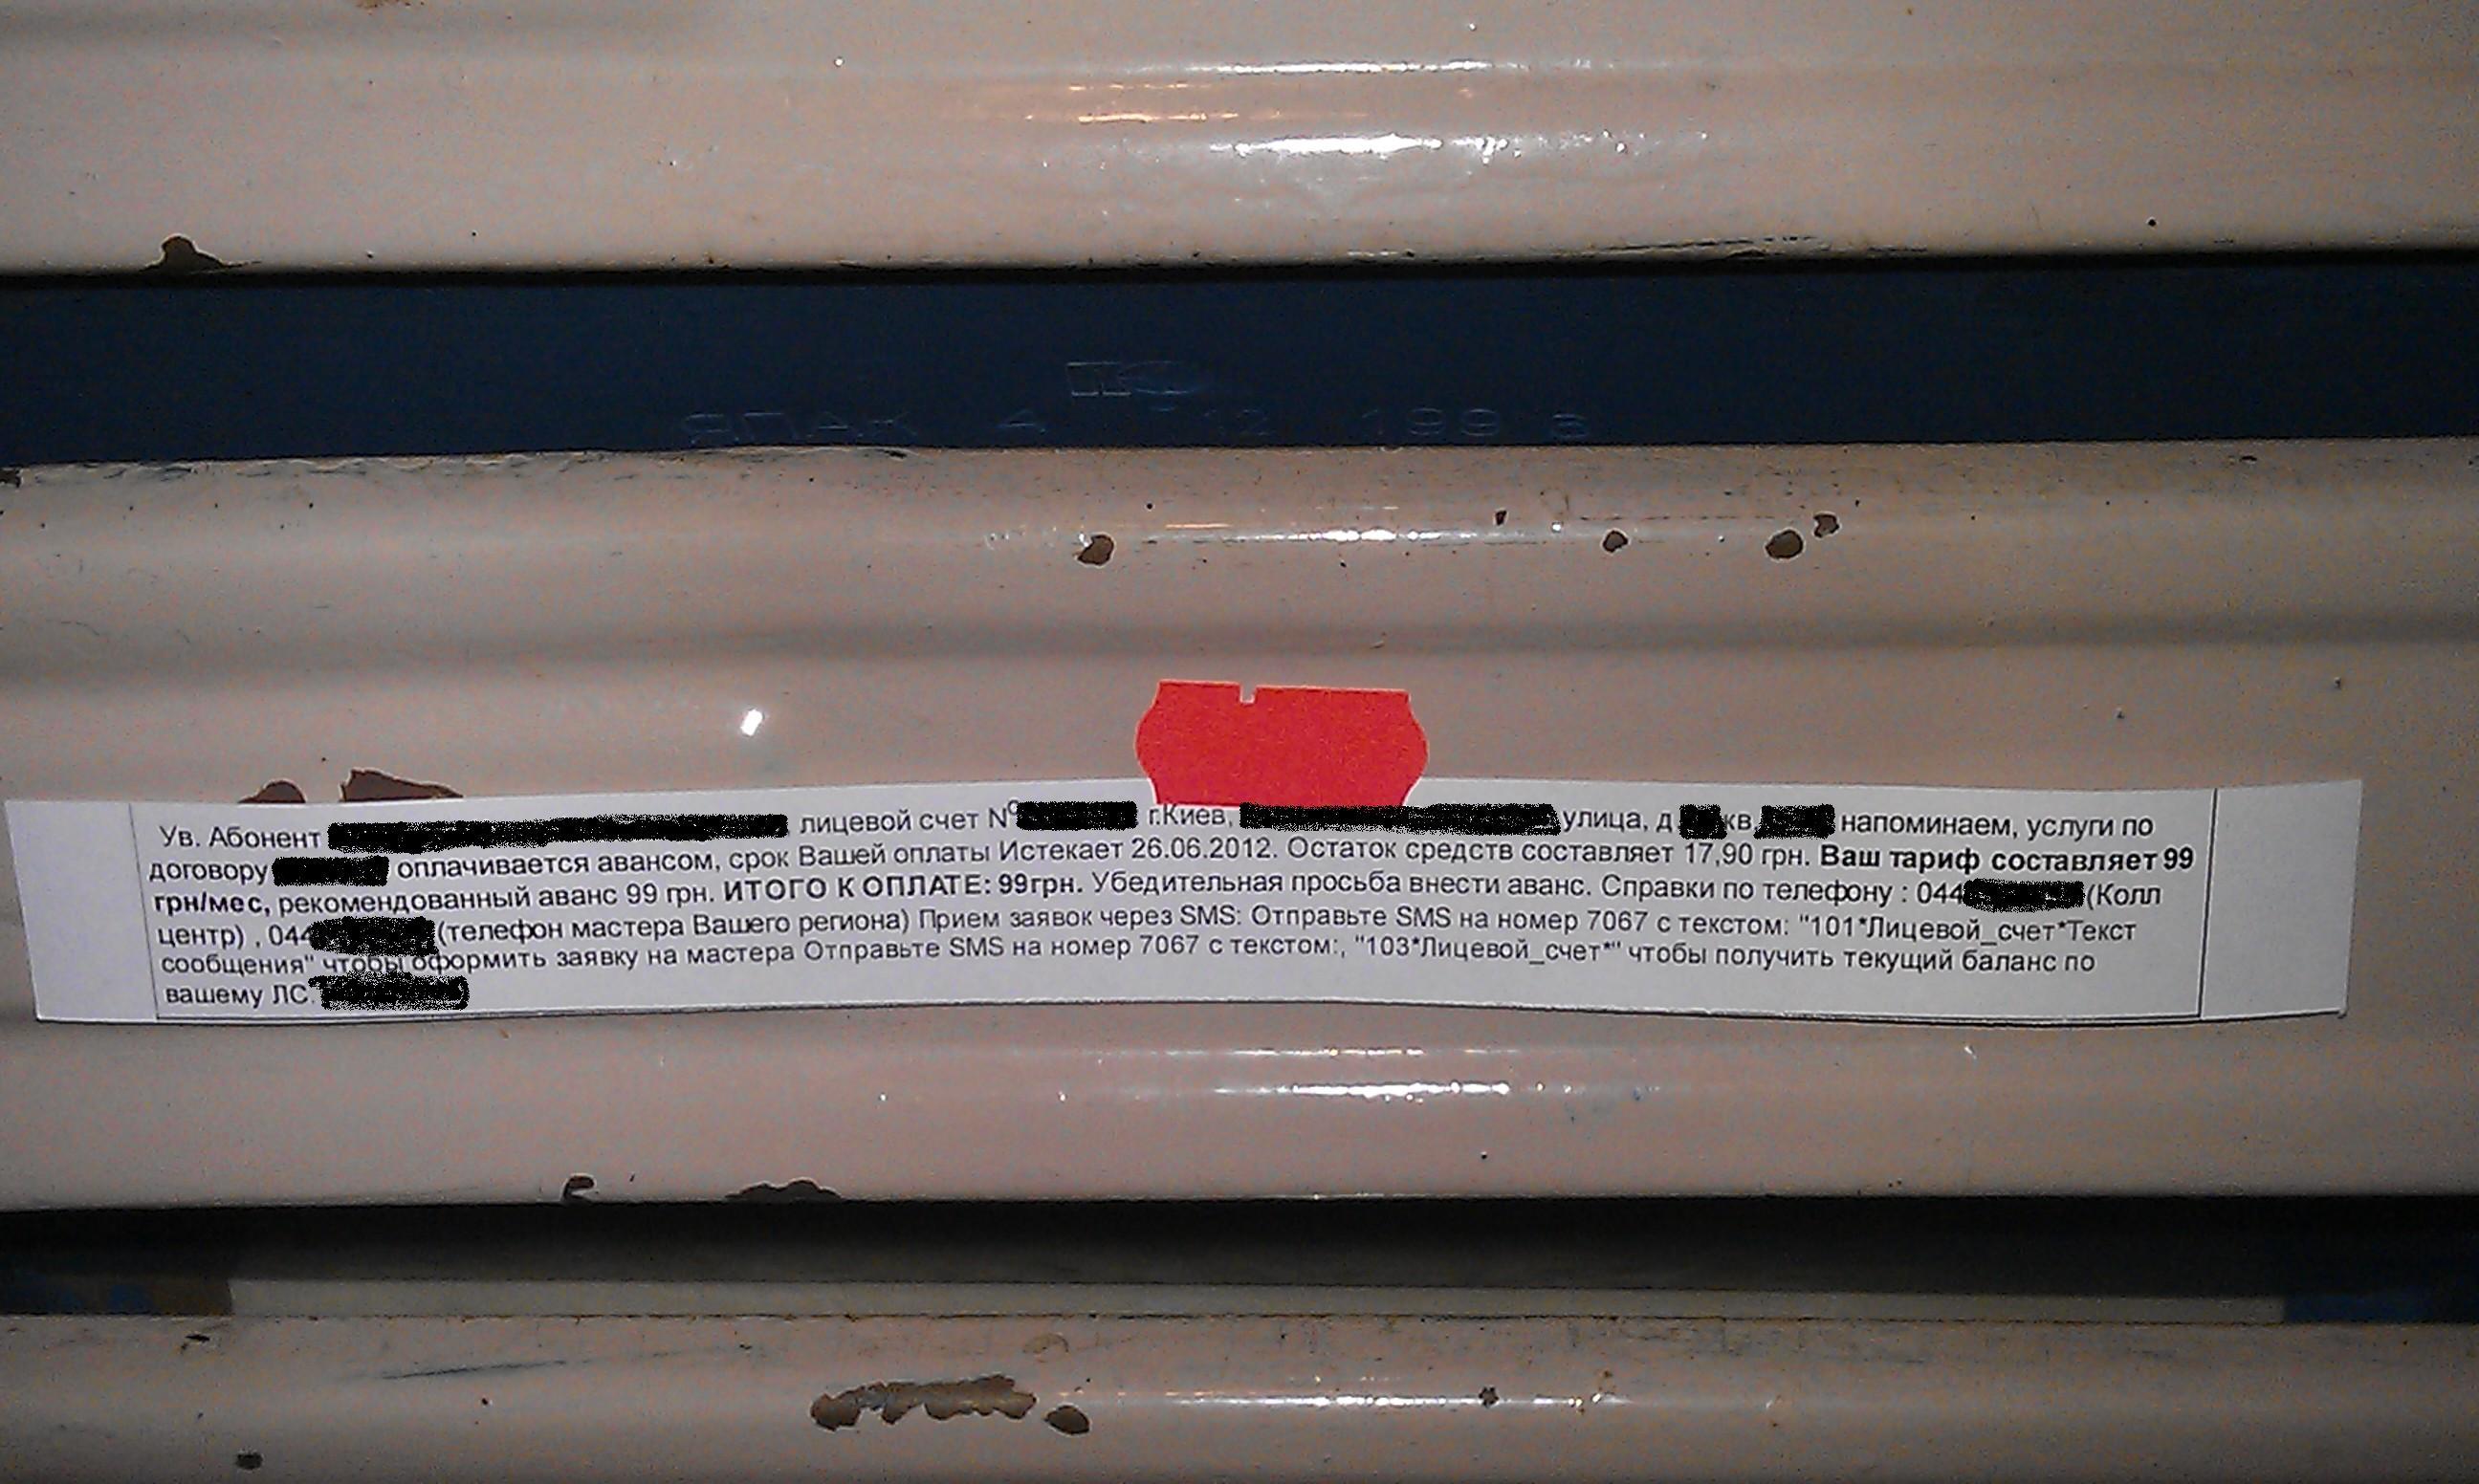 Ув. Абонент лицевой счет № г.Киев, улица, д кв напоминаем, услуги по
договору оплачивается авансом, срок Вашей оплаты Истекает 26.06.2012. Остаток средств составляет 17,90 грн. Ваш тариф составляет 99
грн/мес, рекомендованный аванс 99 грн. ИТОГО К ОПЛАТЕ: 99грн. Убедительная просьба внести аванс. Справки по телефону : 044 (Колл
центр) , 044 (телефон мастера Вашего региона) Прием заявок через SMS: Отправьте SMS на номер 7067 с текстом: "101*Лицевой_счет*Текст
сообщения" чтобы оформить заявку на мастера Отправьте SMS на номер 7067 с текстом:, "103*Лицевой_счет*" чтобы получить текущий баланс по
вашему ЛС.